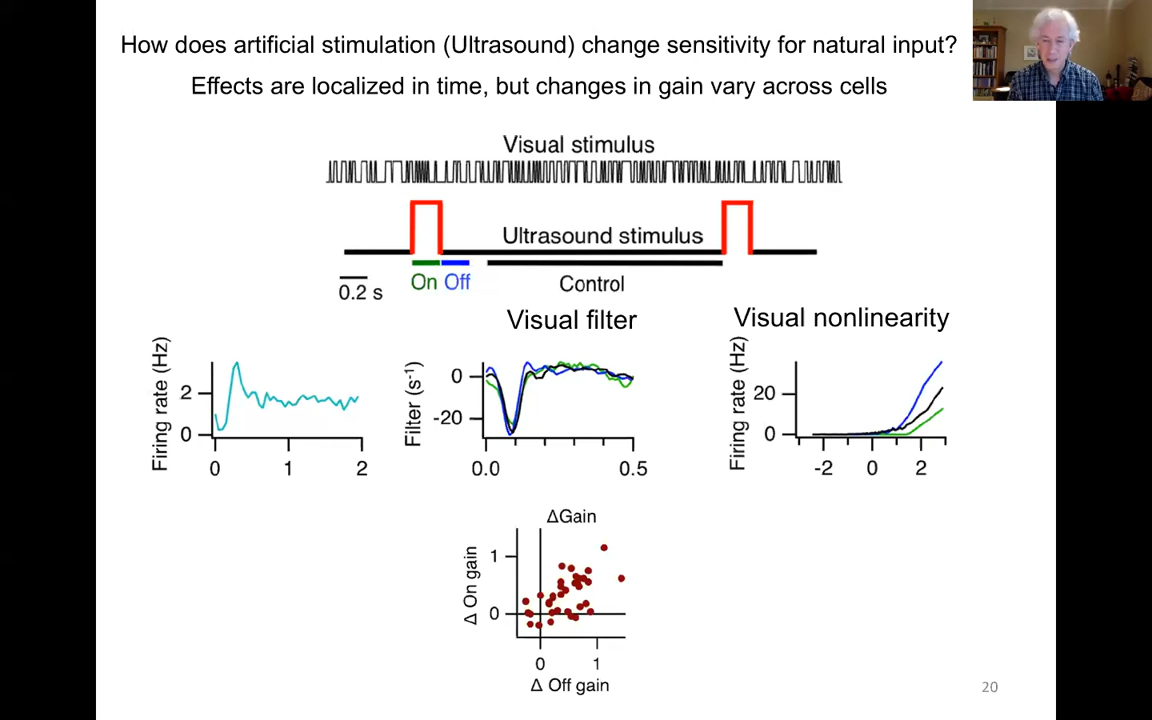 How does artificial stimulation (Ultrasound) change sensitivity for natural input?
Effects are localized in time, but changes in gain vary across cells
Visual stimulus
Ultrasound stimulus
On Off
Control
0.2 s
Visual filter
Visual nonlinearity
Firing rate (Hz)
2
0
0 1 2
Filter (s⁻¹)
0
-20
0.0 0.5
Firing rate (Hz)
20
0
-2 0 2
ΔGain
Δ On gain
1
0
0 1
Δ Off gain
20